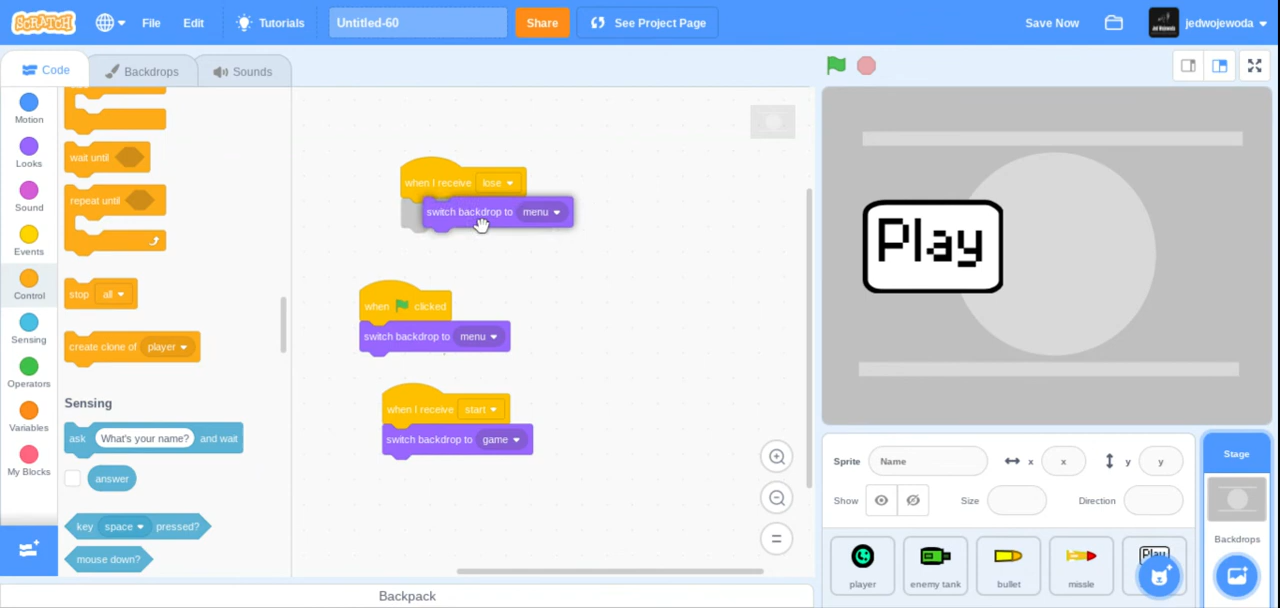 SCRATCH File Edit Tutorials Untitled-60 Share See Project Page Save Now jedwojewoda
Code Backdrops Sounds
Motion
Looks
Sound
Events
Control
Sensing
Operators
Variables
My Blocks
wait until
repeat until
stop all
create clone of player
Sensing
ask What's your name? and wait
answer
key space pressed?
mouse down?
when I receive lose
switch backdrop to menu
when clicked
switch backdrop to menu
when I receive start
switch backdrop to game
Play
Sprite Name x x y y
Show Size Direction
player enemy tank bullet missle Play
Stage
Backdrops
Backpack